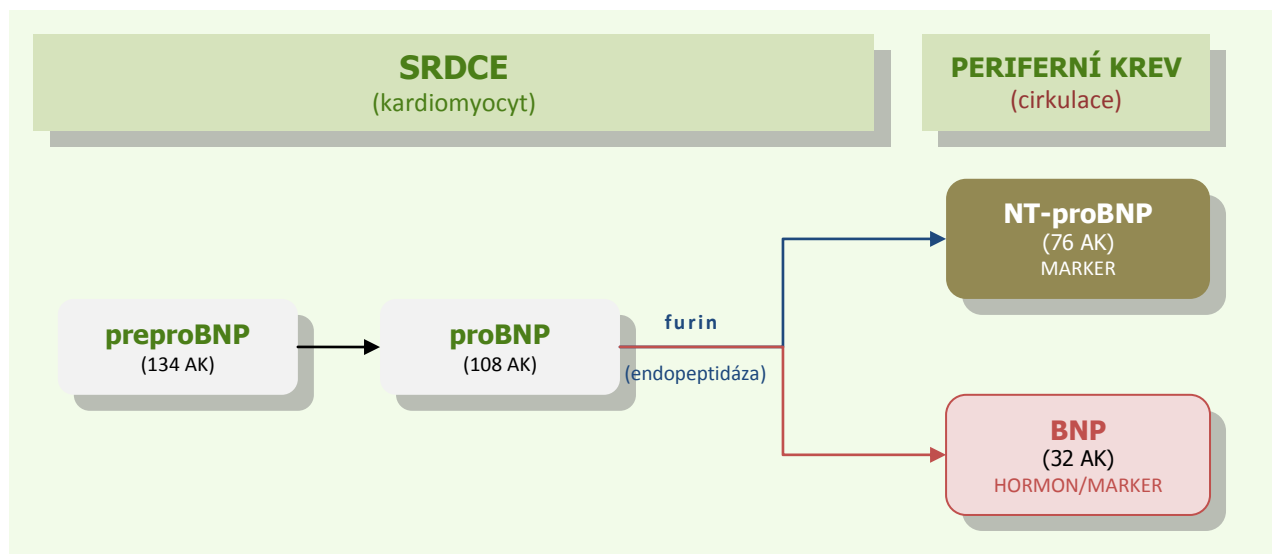 SRDCE
(kardiomyocyt)
PERIFERNÍ KREV
(cirkulace)
NT-proBNP
(76 AK)
MARKER
preproBNP
(134 AK)
proBNP
(108 AK)
furin
(endopeptidáza)
BNP
(32 AK)
HORMON/MARKER